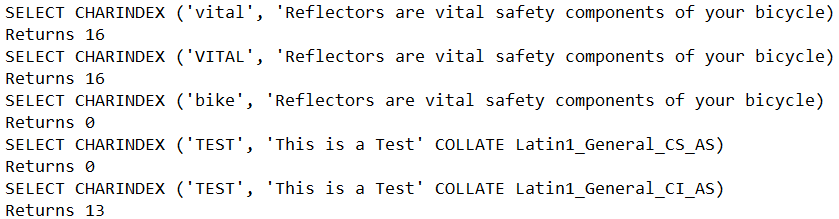 SELECT CHARINDEX ('vital', 'Reflectors are vital safety components of your bicycle)
Returns 16
SELECT CHARINDEX ('VITAL', 'Reflectors are vital safety components of your bicycle)
Returns 16
SELECT CHARINDEX ('bike', 'Reflectors are vital safety components of your bicycle)
Returns 0
SELECT CHARINDEX ('TEST', 'This is a Test' COLLATE Latin1_General_CS_AS)
Returns 0
SELECT CHARINDEX ('TEST', 'This is a Test' COLLATE Latin1_General_CI_AS)
Returns 13